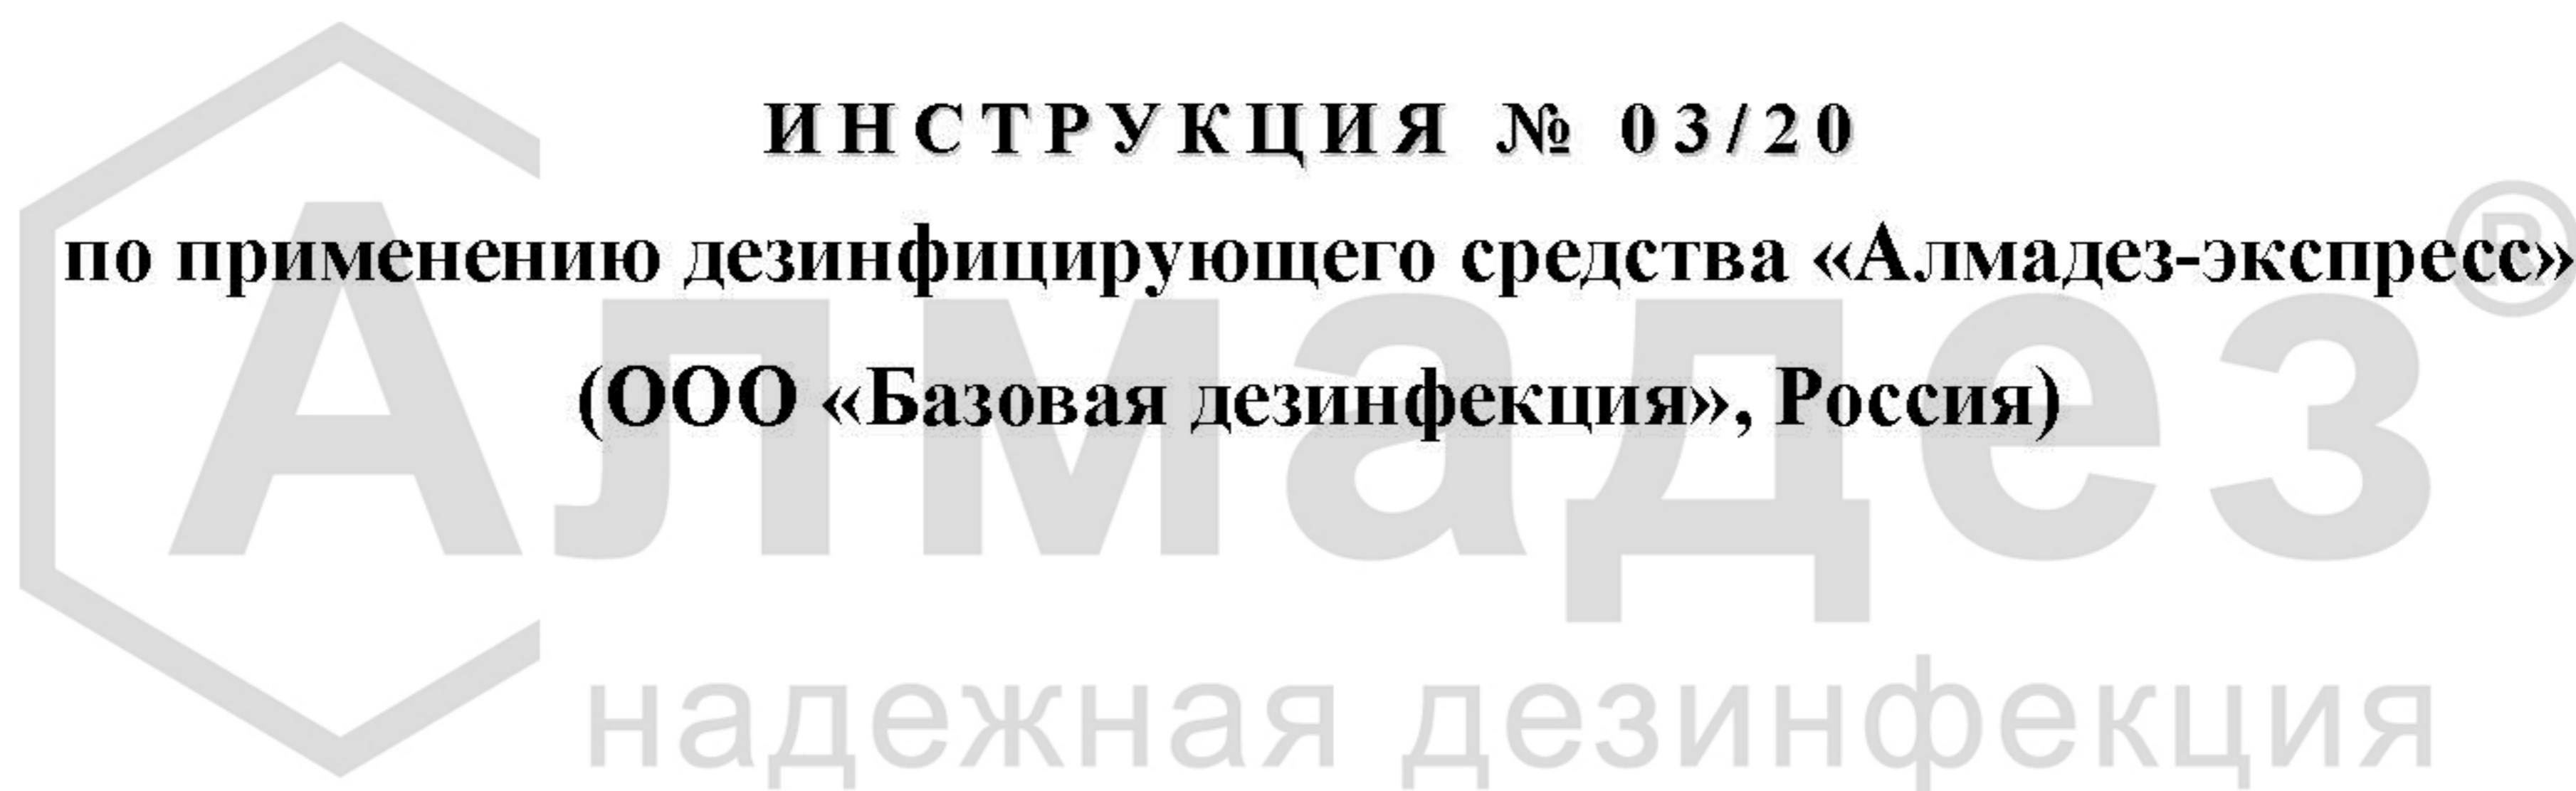 ИНСТРУКЦИЯ № 03/20
по применению дезинфицирующего средства «Алмадез-экспресс»
(ООО «Базовая дезинфекция», Россия)
Алмадез®
надежная дезинфекция